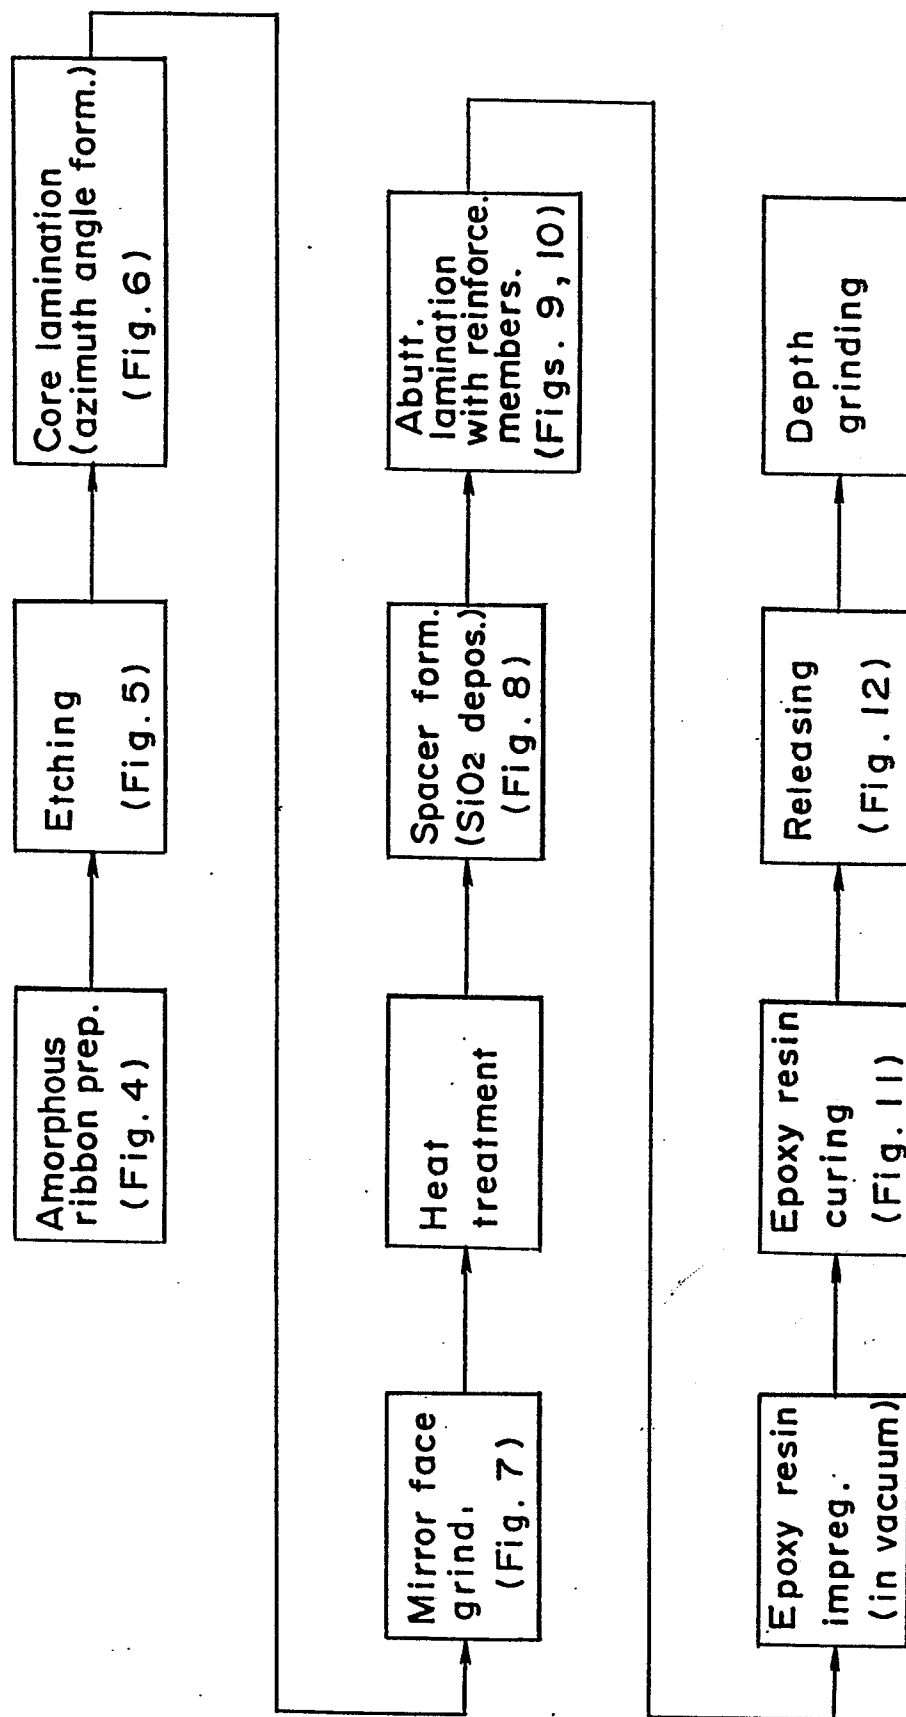 Amorphous
ribbon prep.
(Fig. 4)
Etching
(Fig. 5)
Core lamination
(azimuth angle form.)
(Fig. 6)
Mirror face
grind.
(Fig. 7)
Heat
treatment
Spacer form.
(SiO2 depos.)
(Fig. 8)
Abutt.
lamination
with reinforce.
members.
(Figs. 9, 10)
Epoxy resin
impreg.
(in vacuum)
Epoxy resin
curing
(Fig. 11)
Releasing
(Fig. 12)
Depth
grinding